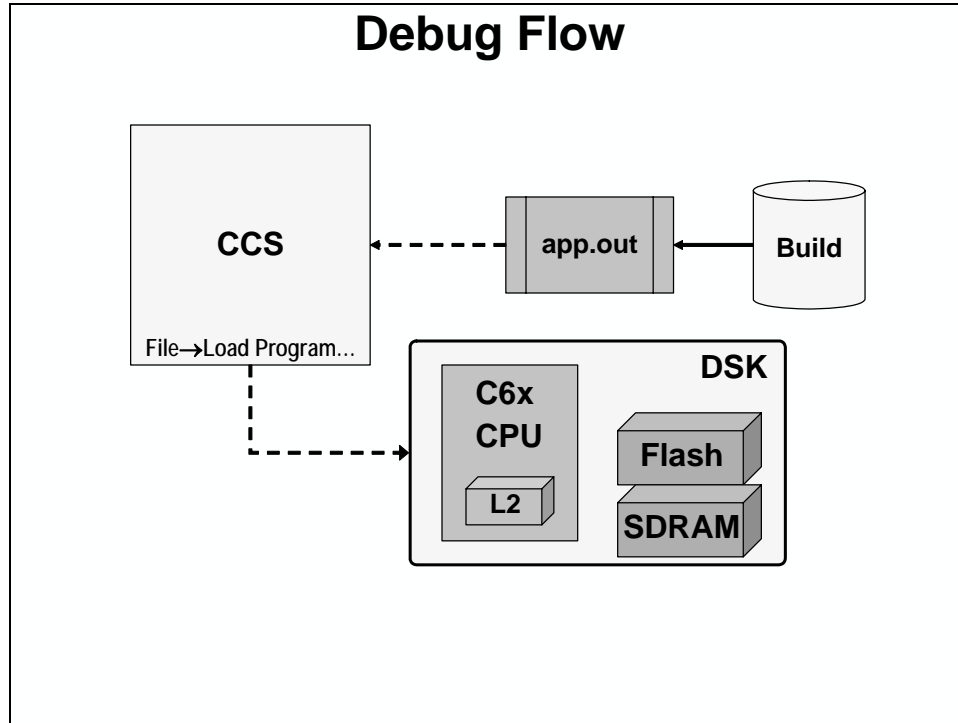 Debug Flow
CCS
app.out
Build
File→Load Program…
DSK
C6x
CPU
Flash
L2
SDRAM